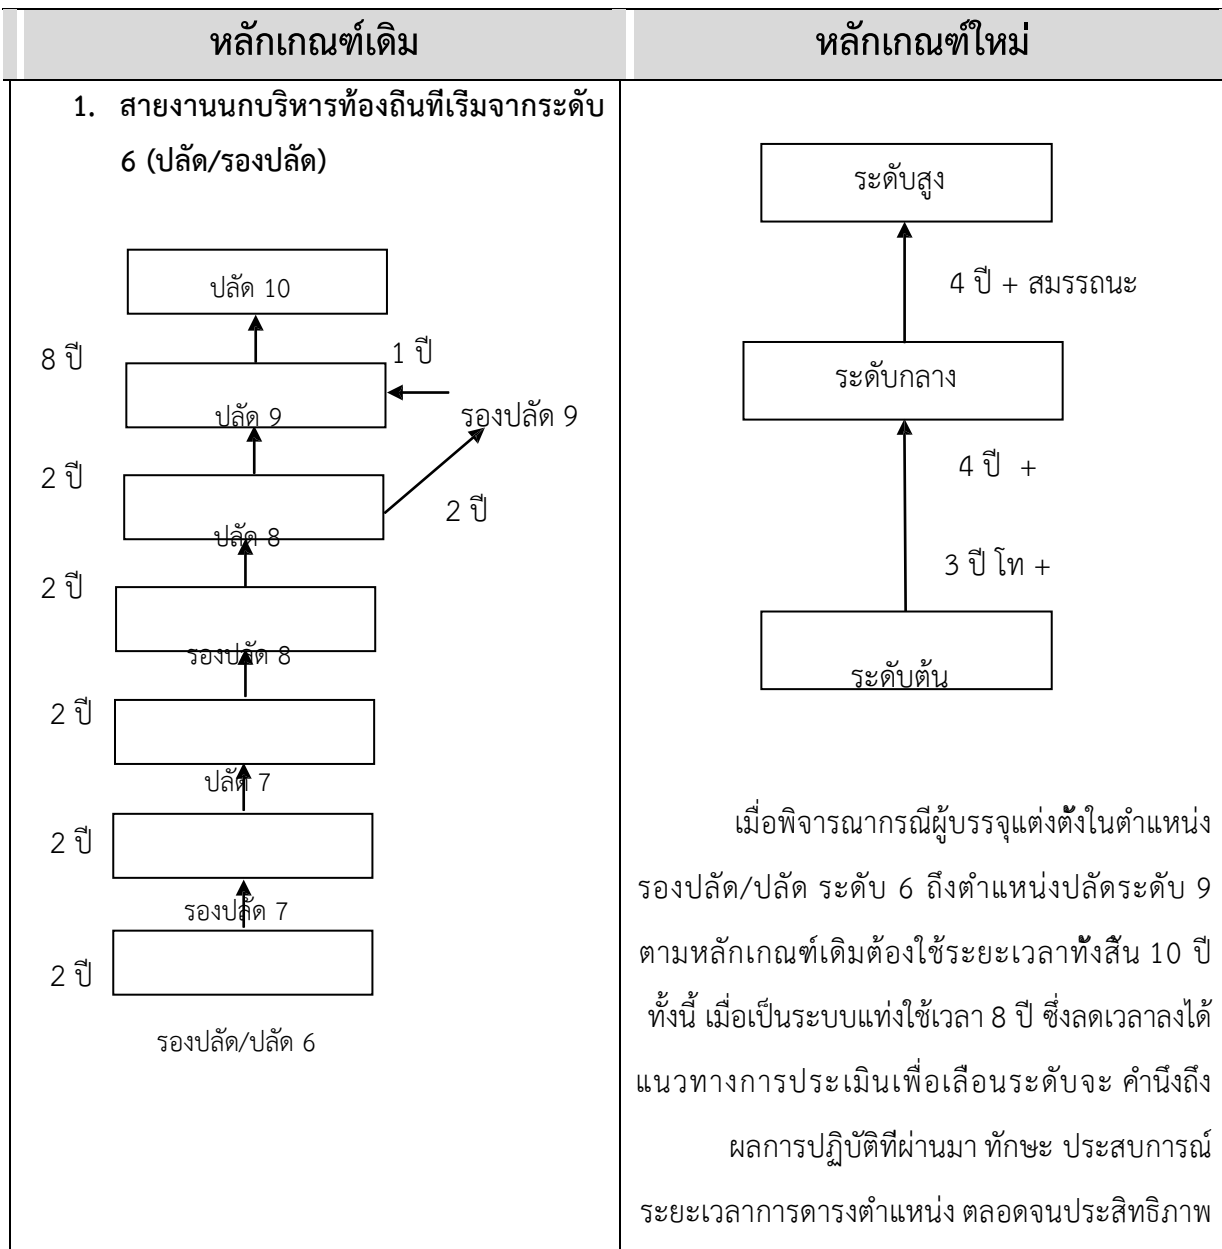 หลักเกณฑ์เดิม
หลักเกณฑ์ใหม่
1. สายงานนกบริหารท้องถินทีเริมจากระดับ
6 (ปลัด/รองปลัด)
ปลัด 10
8 ปี
1 ปี
ปลัด 9
รองปลัด 9
2 ปี
2 ปี
ปลัด 8
2 ปี
รองปลัด 8
2 ปี
ปลัด 7
2 ปี
รองปลัด 7
2 ปี
รองปลัด/ปลัด 6
ระดับสูง
4 ปี + สมรรถนะ
ระดับกลาง
4 ปี +
3 ปี โท +
ระดับต้น
เมื่อพิจารณากรณีผู้บรรจุแต่งตั้งในตำแหน่ง
รองปลัด/ปลัด ระดับ 6 ถึงตำแหน่งปลัดระดับ 9
ตามหลักเกณฑ์เดิมต้องใช้ระยะเวลาทั้งสิ้น 10 ปี
ทั้งนี้ เมื่อเป็นระบบแท่งใช้เวลา 8 ปี ซึ่งลดเวลาลงได้
แนวทางการประเมินเพื่อเลือนระดับจะ คำนึงถึง
ผลการปฏิบัติทีผ่านมา ทักษะ ประสบการณ์
ระยะเวลาการดารงตำแหน่ง ตลอดจนประสิทธิภาพ